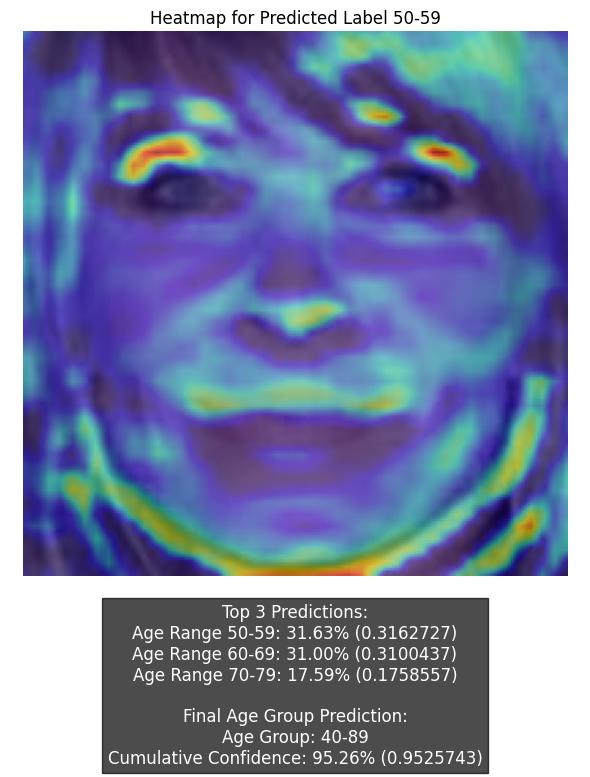 Heatmap for Predicted Label 50-59
Top 3 Predictions:
Age Range 50-59: 31.63% (0.3162727)
Age Range 60-69: 31.00% (0.3100437)
Age Range 70-79: 17.59% (0.1758557)
Final Age Group Prediction:
Age Group: 40-89
Cumulative Confidence: 95.26% (0.9525743)